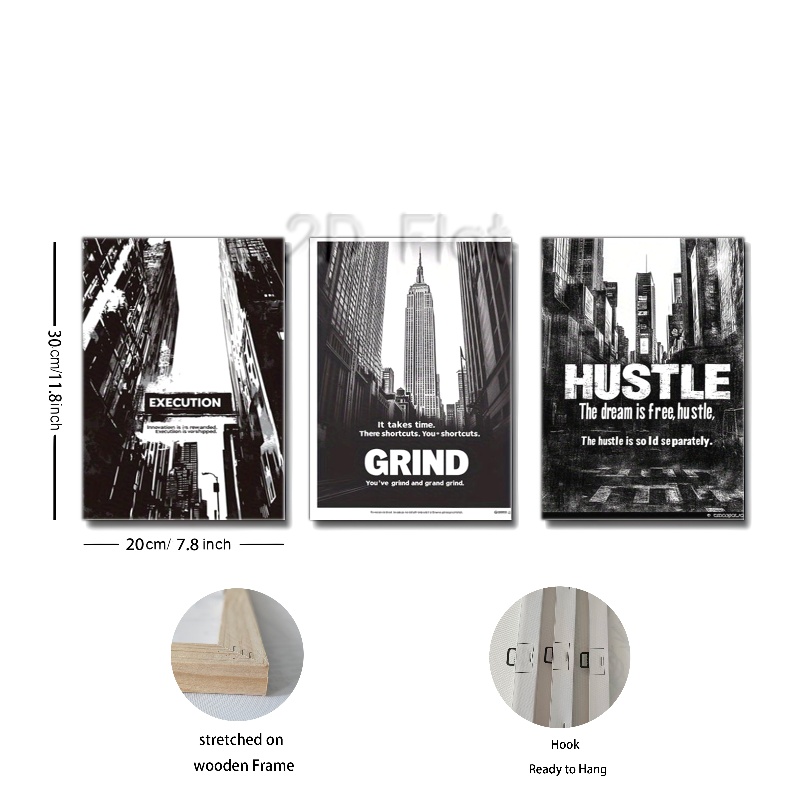 2D Flat
30cm/11.8inch
EXECUTION
Innovation is is rewanded.
Execution is worshipped.
It takes time.
There shortcuts. You-shortcuts.
GRIND
You've grind and grand grind.
HUSTLE
The dream is free, hustle,
The hustle is sold separately.
20cm/ 7.8 inch
stretched on
wooden Frame
Hook
Ready to Hang